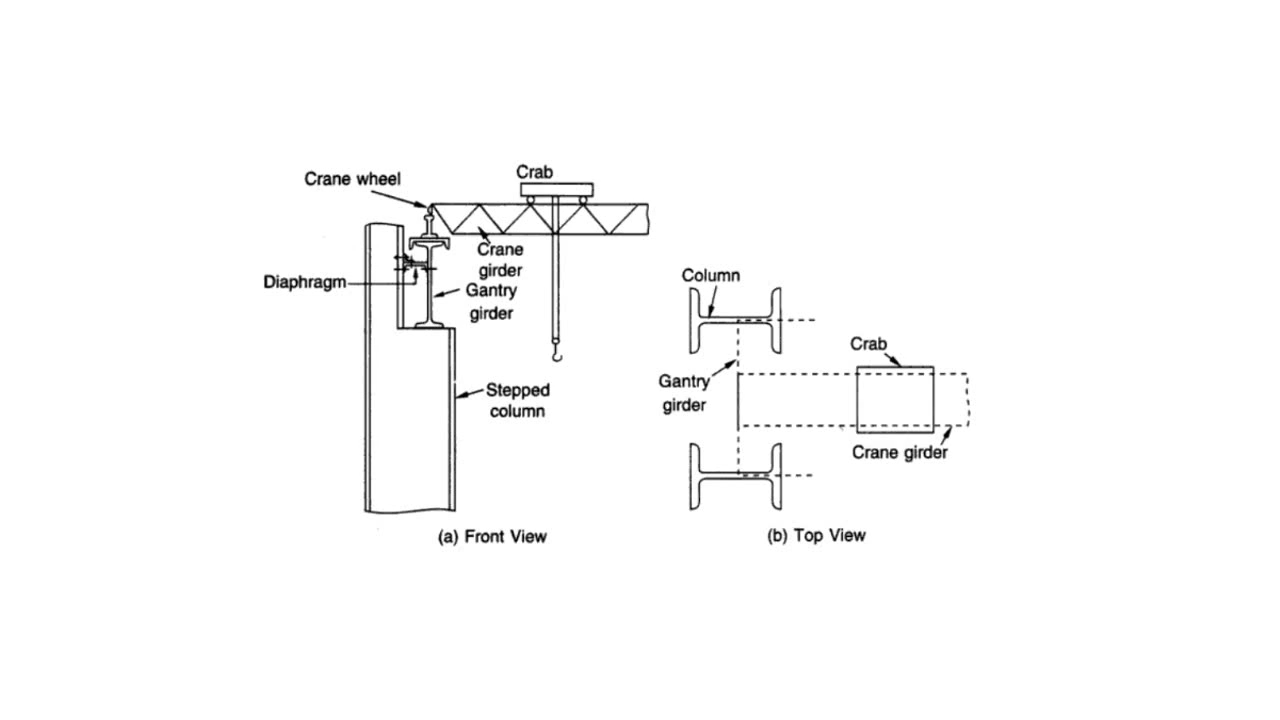 Crane wheel
Crab
Crane
girder
Diaphragm
Gantry
girder
Stepped
column
(a) Front View
Column
Crab
Gantry
girder
Crane girder
(b) Top View